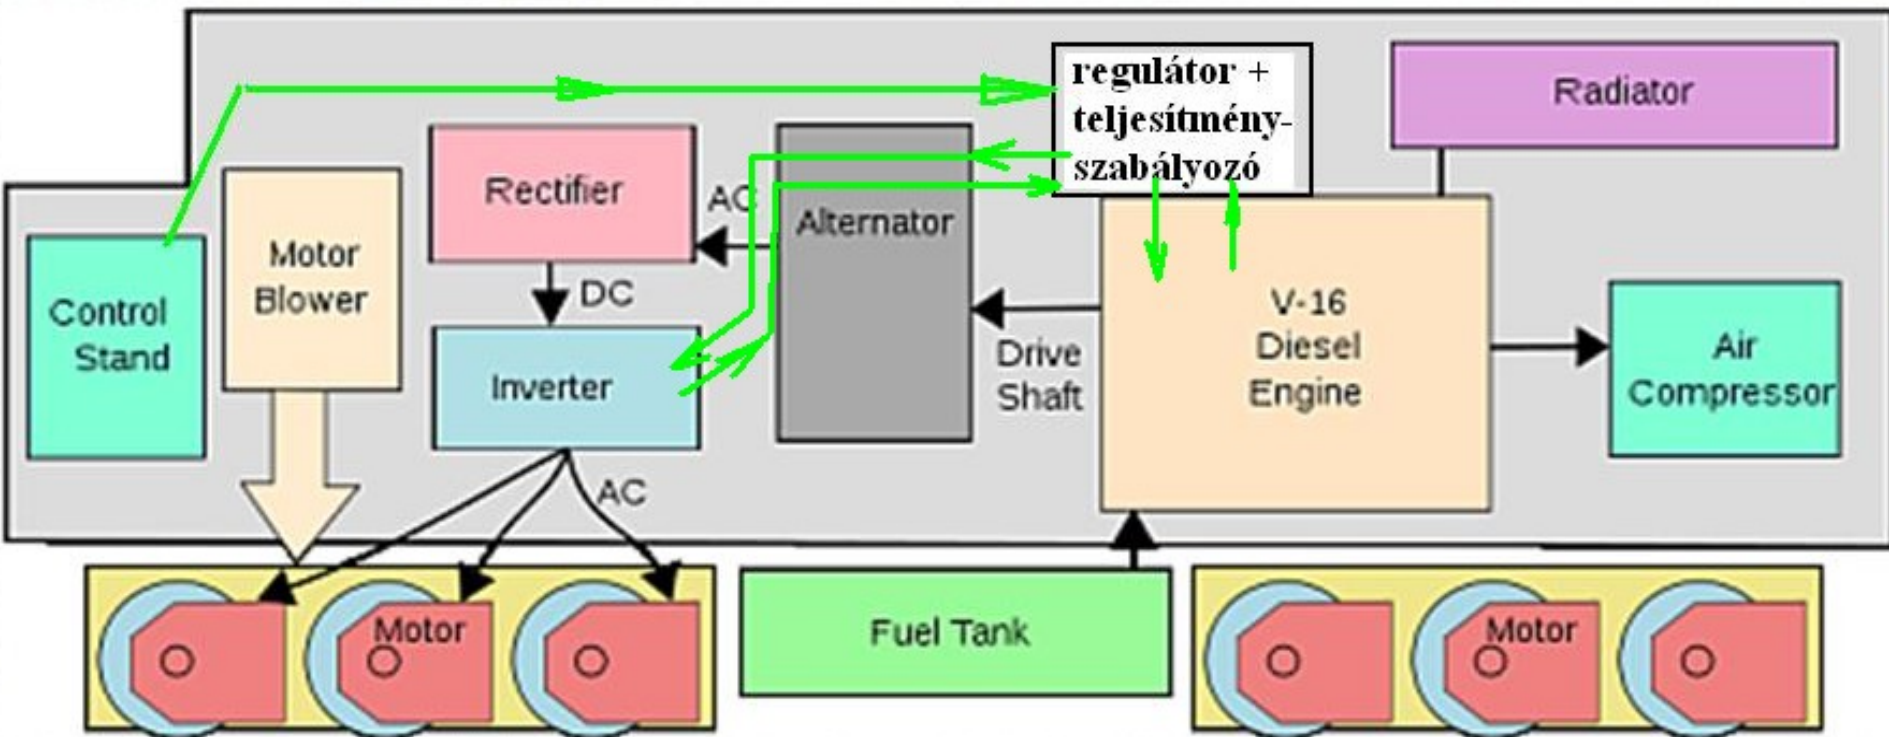 regulátor +
teljesítmény-
szabályozó
Radiator
Rectifier
AC
Alternator
Motor
Blower
Control
Stand
DC
Inverter
Drive
Shaft
V-16
Diesel
Engine
Air
Compressor
AC
Motor
Fuel Tank
Motor